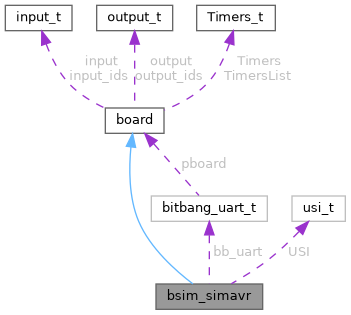 input_t output_t Timers_t
input output Timers
input_ids output_ids TimersList
board
pboard
bitbang_uart_t usi_t
bb_uart USI
bsim_simavr